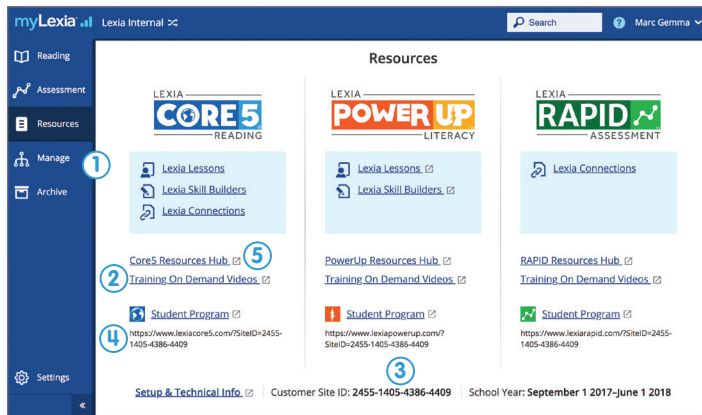 myLexia
Lexia Internal
Search
?
Marc Gemma
Reading
Assessment
Resources
Manage
Archive
Settings
«
Resources
1
LEXIA
CORE5
READING
Lexia Lessons
Lexia Skill Builders
Lexia Connections
Core5 Resources Hub
5
2
Training On Demand Videos
Student Program
4
https://www.lexiacore5.com/?SiteID=2455-
1405-4386-4409
LEXIA
POWERUP
LITERACY
Lexia Lessons
Lexia Skill Builders
PowerUp Resources Hub
Training On Demand Videos
Student Program
https://www.lexiapowerup.com/?
SiteID=2455-1405-4386-4409
LEXIA
RAPID
ASSESSMENT
Lexia Connections
RAPID Resources Hub
Training On Demand Videos
Student Program
https://www.lexiarapid.com/?SiteID=2455-
1405-4386-4409
3
Setup & Technical Info | Customer Site ID: 2455-1405-4386-4409 | School Year: September 1 2017–June 1 2018